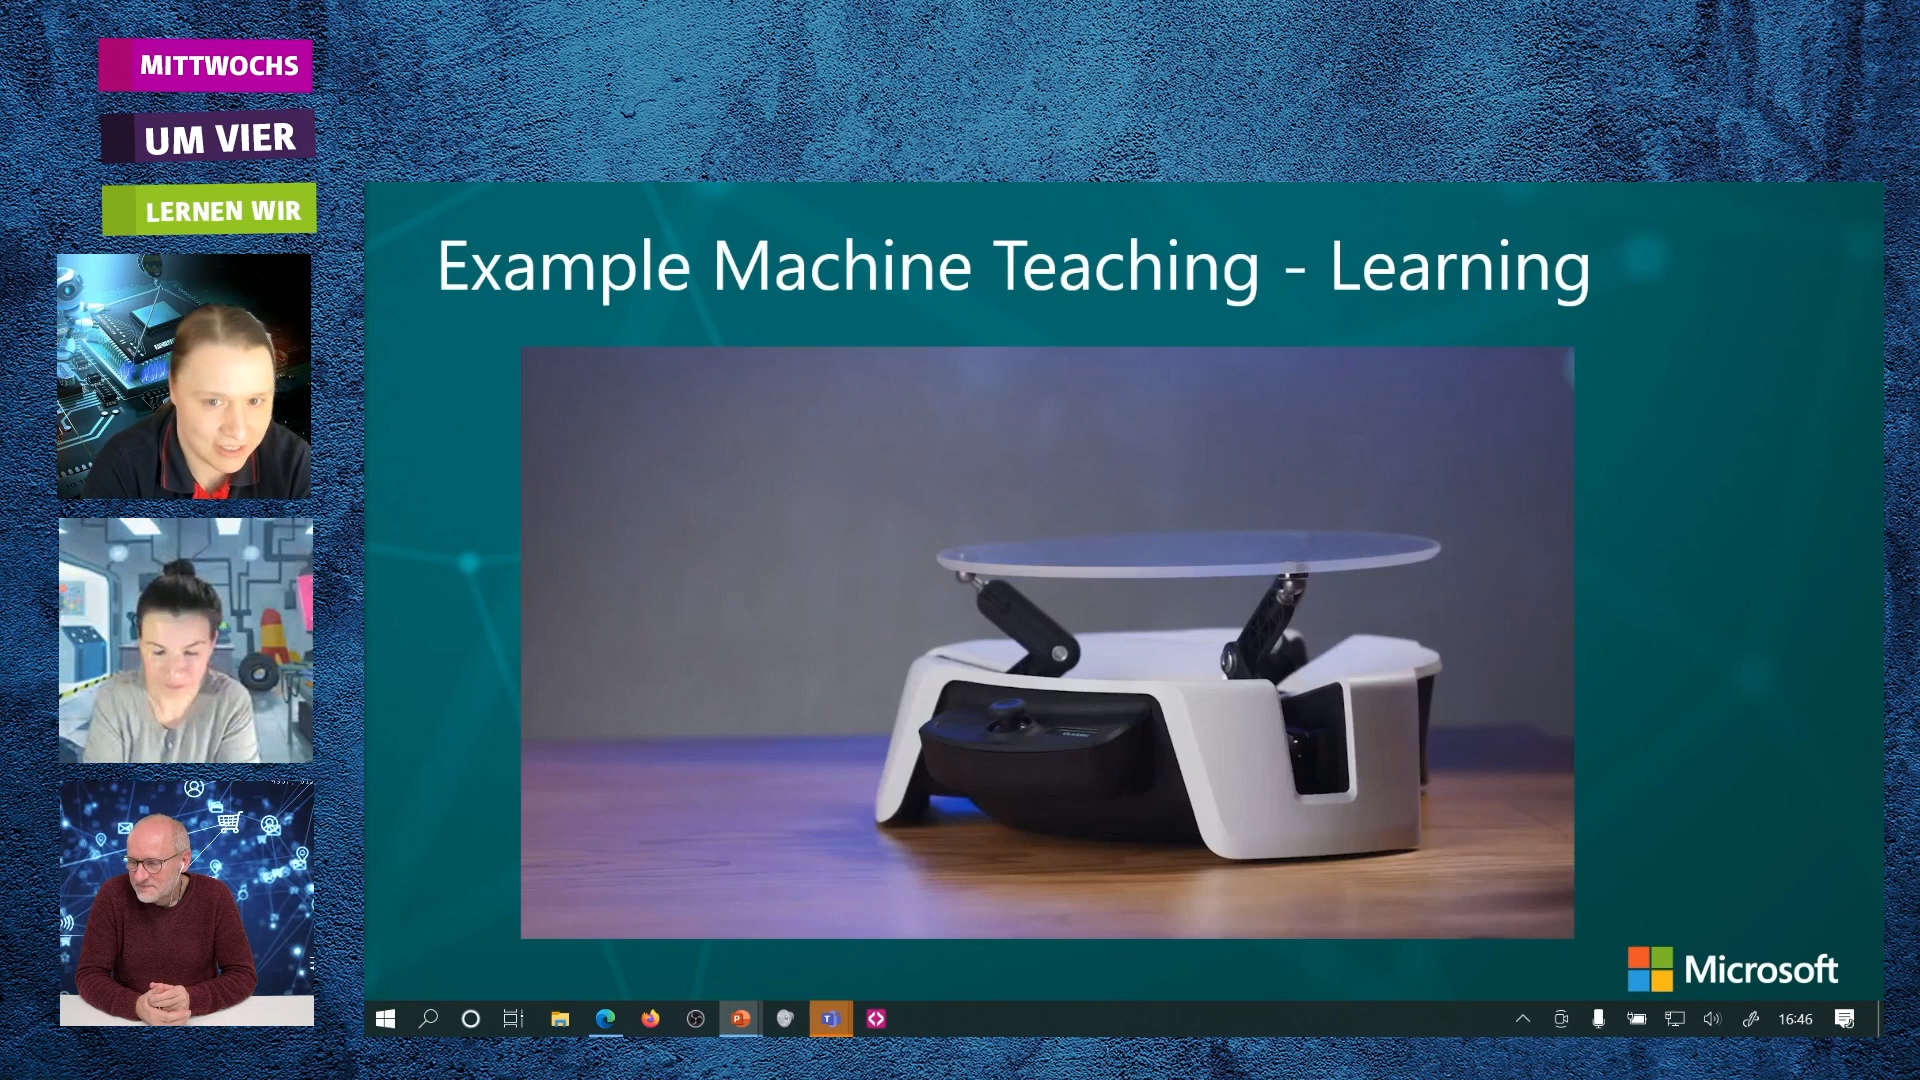 MITTWOCHS
UM VIER
LERNEN WIR
Example Machine Teaching - Learning
Microsoft
16:46